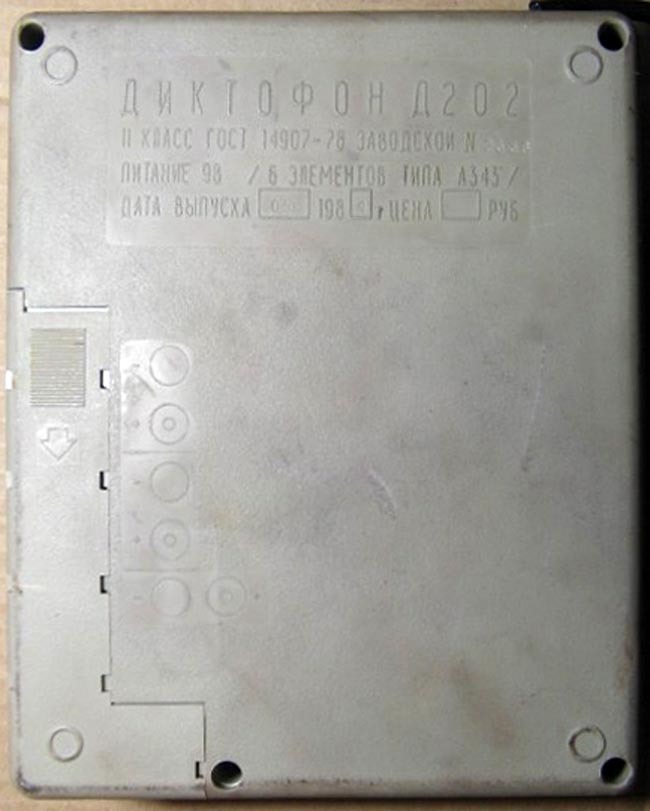 ДИКТОФОН Д202
II КЛАСС ГОСТ 14907-78 ЗАВОДСКОЙ N
ПИТАНИЕ 9В /6 ЭЛЕМЕНТОВ ТИПА А343/
ДАТА ВЫПУСКА 198 , ЦЕНА РУБ